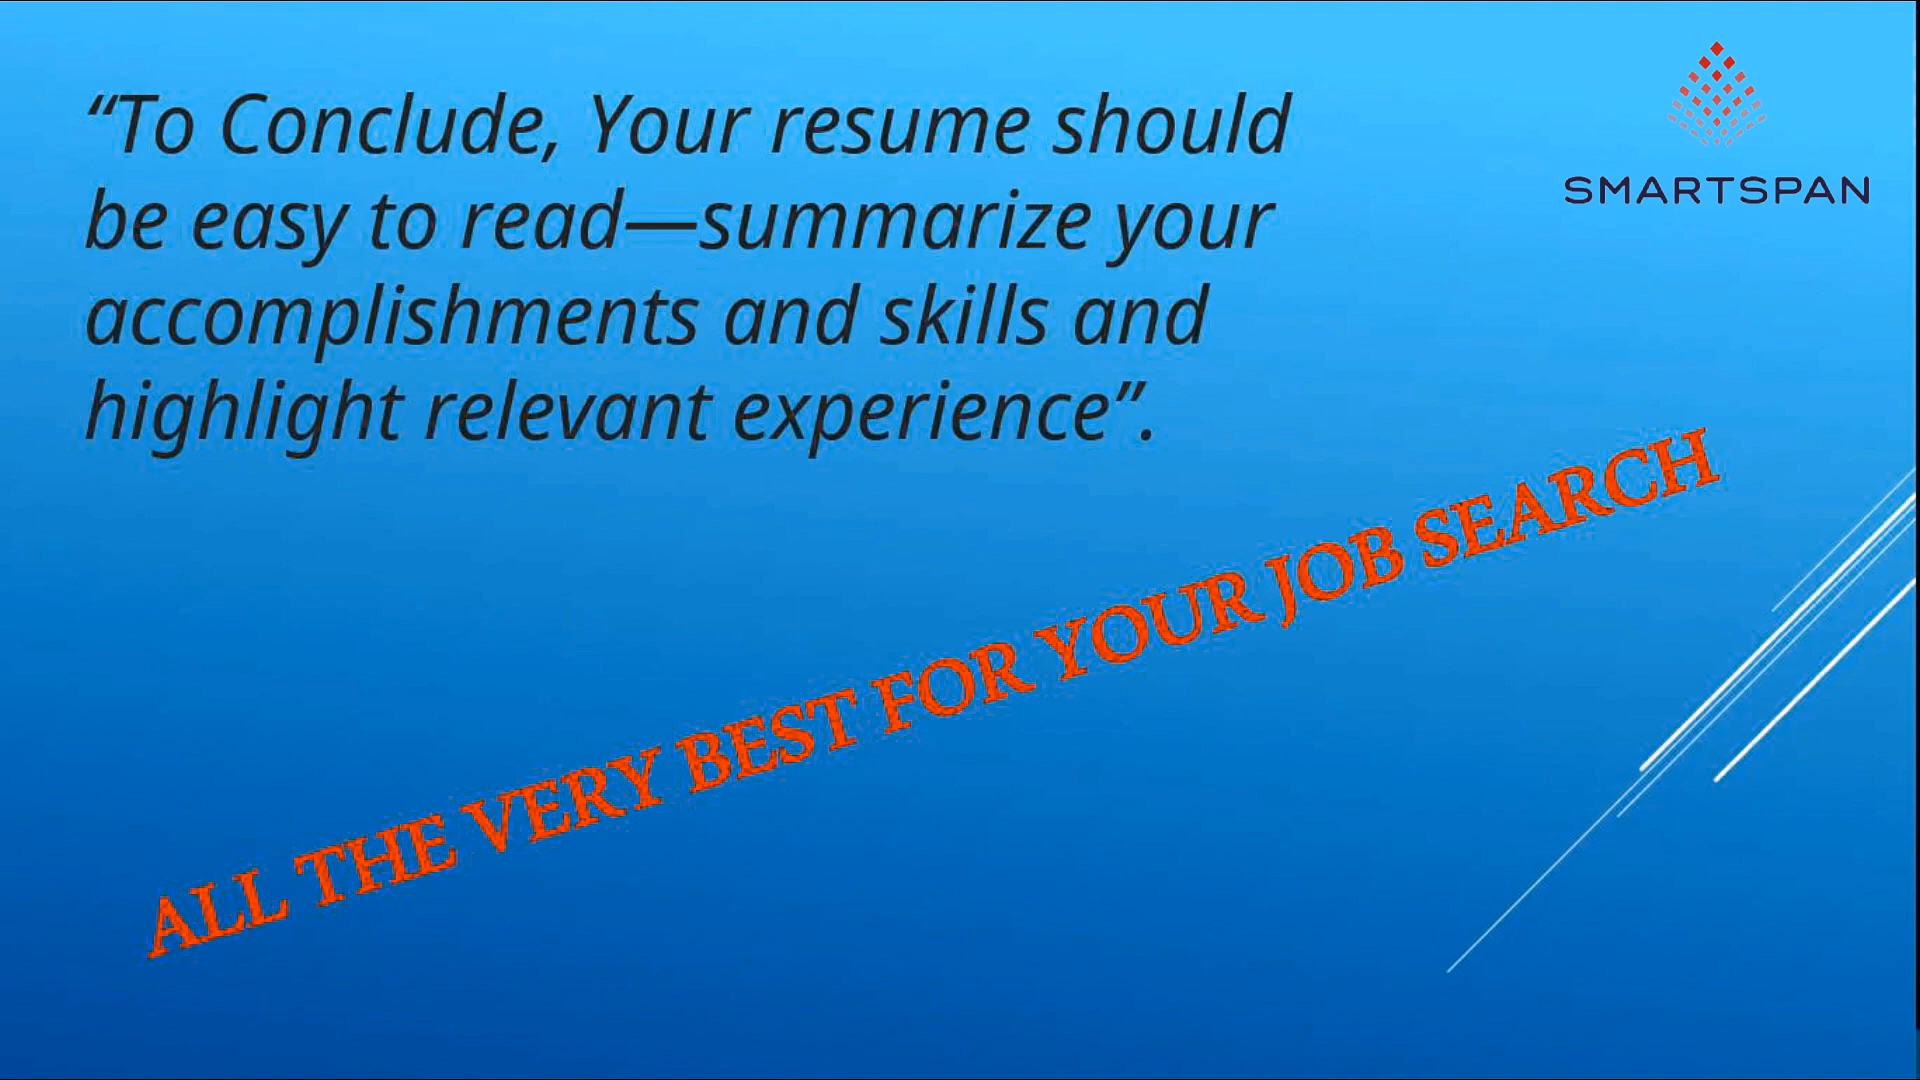 “To Conclude, Your resume should
be easy to read—summarize your
accomplishments and skills and
highlight relevant experience”.
SMARTSPAN
ALL THE VERY BEST FOR YOUR JOB SEARCH